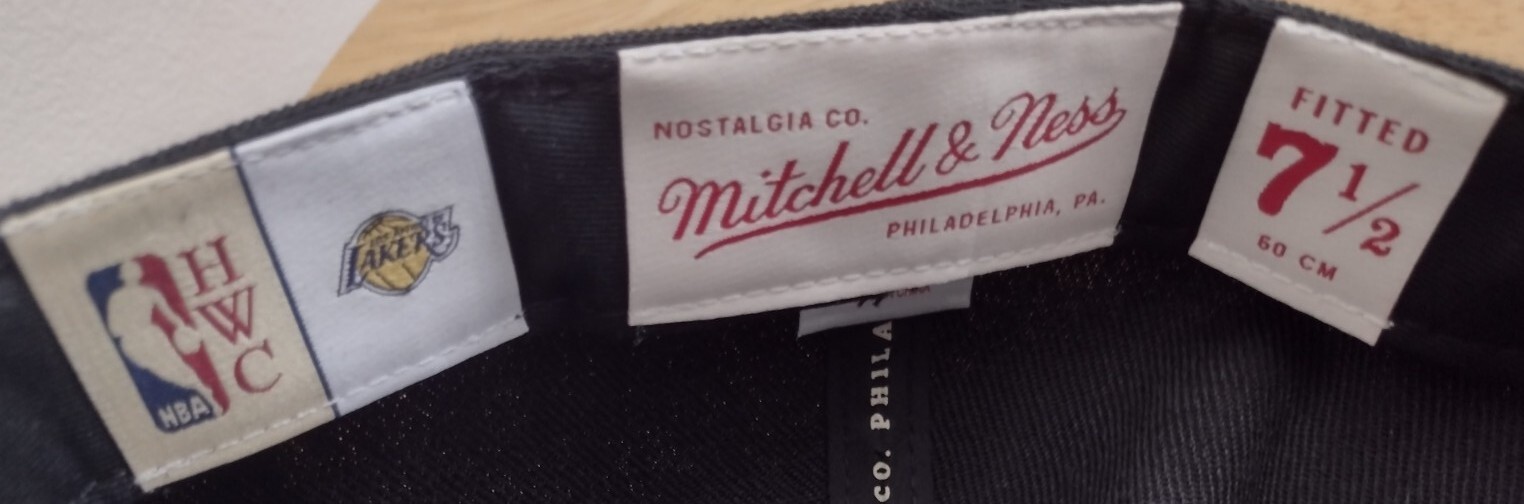 NBA
H
W
C
LAKERS
NOSTALGIA CO.
Mitchell & Ness
PHILADELPHIA, PA.
FITTED
7 1/2
60 CM
CO. PHILA